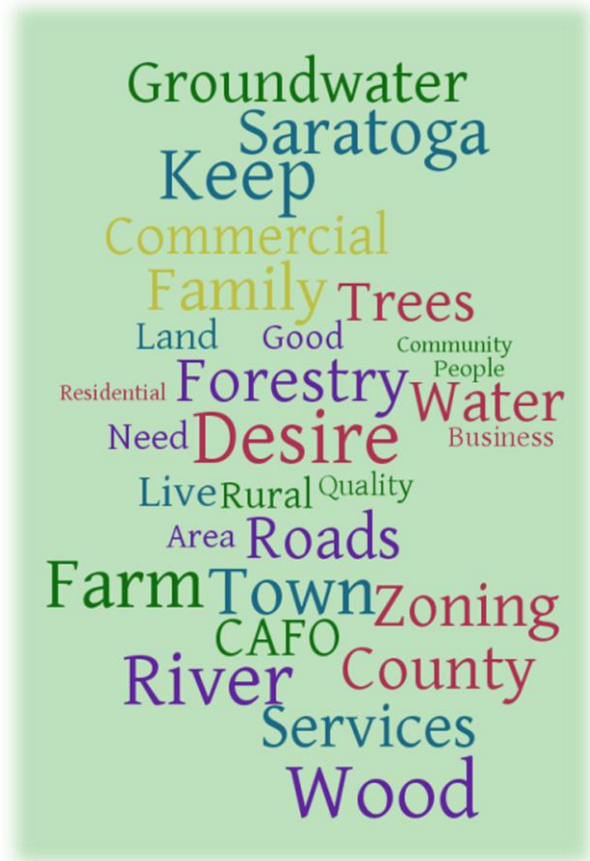 Groundwater
Saratoga
Keep
Commercial
Family Trees
Land Good Community
People
Residential Forestry Water
Need Desire Business
Live Rural Quality
Area Roads
Farm Town Zoning
CAFO
River County
Services
Wood